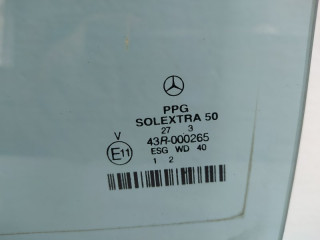 PPG
SOLEXTRA 50
27 3
V 43R-000265
E11 ESG WD 40
1 2